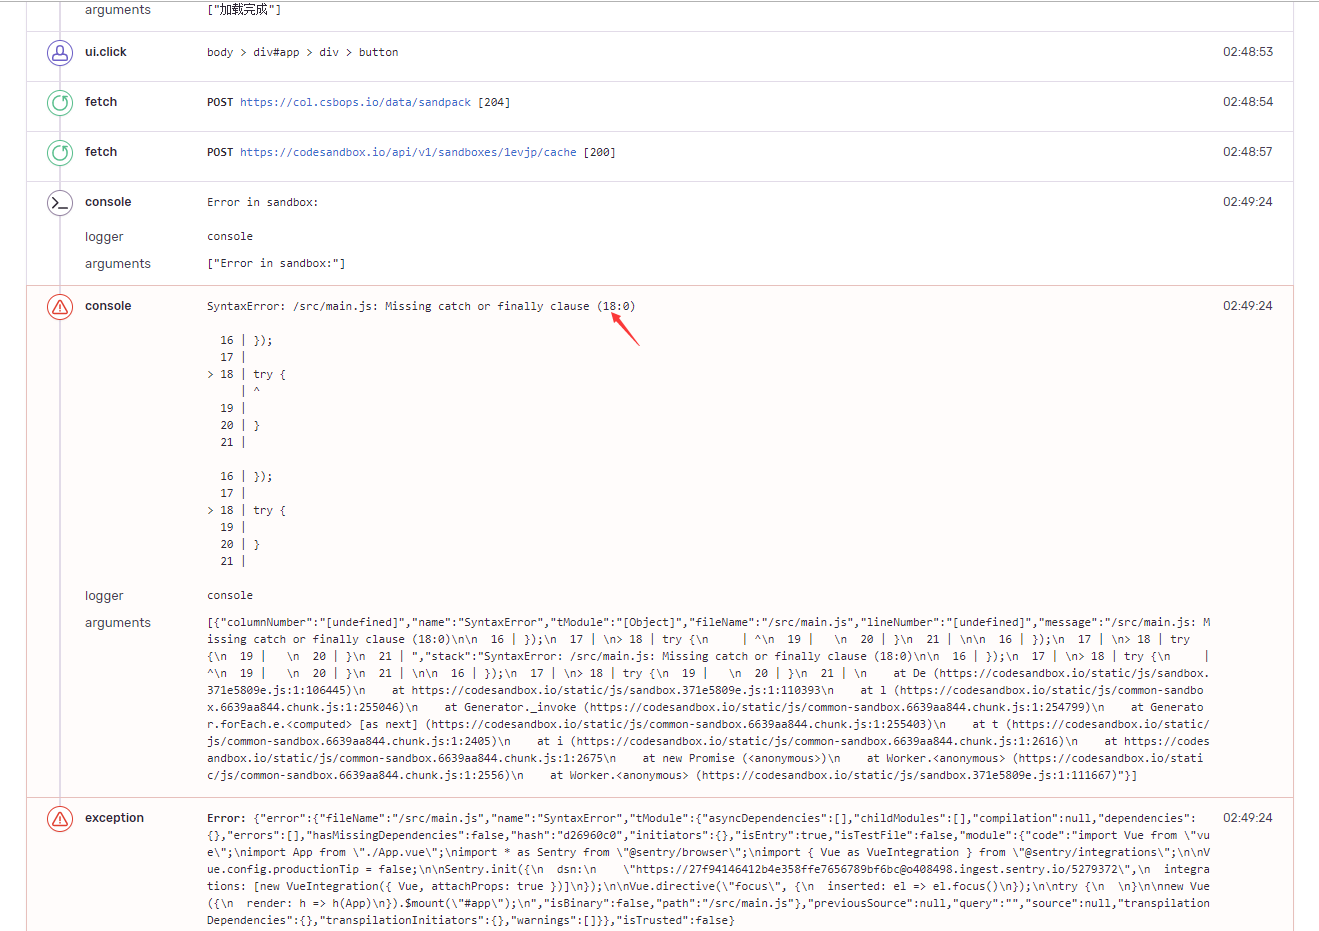 arguments ["加载完成"]
ui.click body > div#app > div > button 02:48:53
fetch POST https://col.csbops.io/data/sandpack [204] 02:48:54
fetch POST https://codesandbox.io/api/v1/sandboxes/1evjp/cache [200] 02:48:57
console Error in sandbox: 02:49:24
logger console
arguments ["Error in sandbox:"]
console SyntaxError: /src/main.js: Missing catch or finally clause (18:0) 02:49:24
16 | });
17 |
> 18 | try {
| ^
19 |
20 | }
21 |
16 | });
17 |
> 18 | try {
19 |
20 | }
21 |
logger console
arguments [{"columnNumber":"[undefined]","name":"SyntaxError","tModule":"[Object]","fileName":"/src/main.js","lineNumber":"[undefined]","message":"/src/main.js: M
issing catch or finally clause (18:0)\n\n  16 | });\n  17 | \n> 18 | try {\n     | ^\n  19 |   \n  20 | }\n  21 | \n\n  16 | });\n  17 | \n> 18 | try
{\n  19 |   \n  20 | }\n  21 | ","stack":"SyntaxError: /src/main.js: Missing catch or finally clause (18:0)\n\n  16 | });\n  17 | \n> 18 | try {\n     |
^\n  19 |   \n  20 | }\n  21 | \n\n  16 | });\n  17 | \n> 18 | try {\n  19 |   \n  20 | }\n  21 | \n    at De (https://codesandbox.io/static/js/sandbox.
371e5809e.js:1:106445)\n    at https://codesandbox.io/static/js/sandbox.371e5809e.js:1:110393\n    at l (https://codesandbox.io/static/js/common-sandbo
x.6639aa844.chunk.js:1:255046)\n    at Generator._invoke (https://codesandbox.io/static/js/common-sandbox.6639aa844.chunk.js:1:254799)\n    at Generato
r.forEach.e.<computed> [as next] (https://codesandbox.io/static/js/common-sandbox.6639aa844.chunk.js:1:255403)\n    at t (https://codesandbox.io/static/
js/common-sandbox.6639aa844.chunk.js:1:2405)\n    at i (https://codesandbox.io/static/js/common-sandbox.6639aa844.chunk.js:1:2616)\n    at https://codes
andbox.io/static/js/common-sandbox.6639aa844.chunk.js:1:2675\n    at new Promise (<anonymous>)\n    at Worker.<anonymous> (https://codesandbox.io/stati
c/js/common-sandbox.6639aa844.chunk.js:1:2556)\n    at Worker.<anonymous> (https://codesandbox.io/static/js/sandbox.371e5809e.js:1:111667)"}]
exception Error: {"error":{"fileName":"/src/main.js","name":"SyntaxError","tModule":{"asyncDependencies":[],"childModules":[],"compilation":null,"dependencies": 02:49:24
[],"errors":[],"hasMissingDependencies":false,"hash":"d26960c0","initiators":{},"isEntry":true,"isTestFile":false,"module":{"code":"import Vue from \"vu
e\";\nimport App from \"./App.vue\";\nimport * as Sentry from \"@sentry/browser\";\nimport { Vue as VueIntegration } from \"@sentry/integrations\";\n\nV
ue.config.productionTip = false;\n\nSentry.init({\n  dsn:\n    \"https://27f94146412b4e358ffe7656789bf6bc@o408498.ingest.sentry.io/5279372\",\n  integra
tions: [new VueIntegration({ Vue, attachProps: true })]\n});\n\nVue.directive(\"focus\", {\n  inserted: el => el.focus()\n});\n\ntry {\n  \n}\n\nnew Vue
({\n  render: h => h(App)\n}).$mount(\"#app\");\n","isBinary":false,"path":"/src/main.js"},"previousSource":null,"query":"","source":null,"transpilation
Dependencies":{},"transpilationInitiators":{},"warnings":[]}},"isTrusted":false}